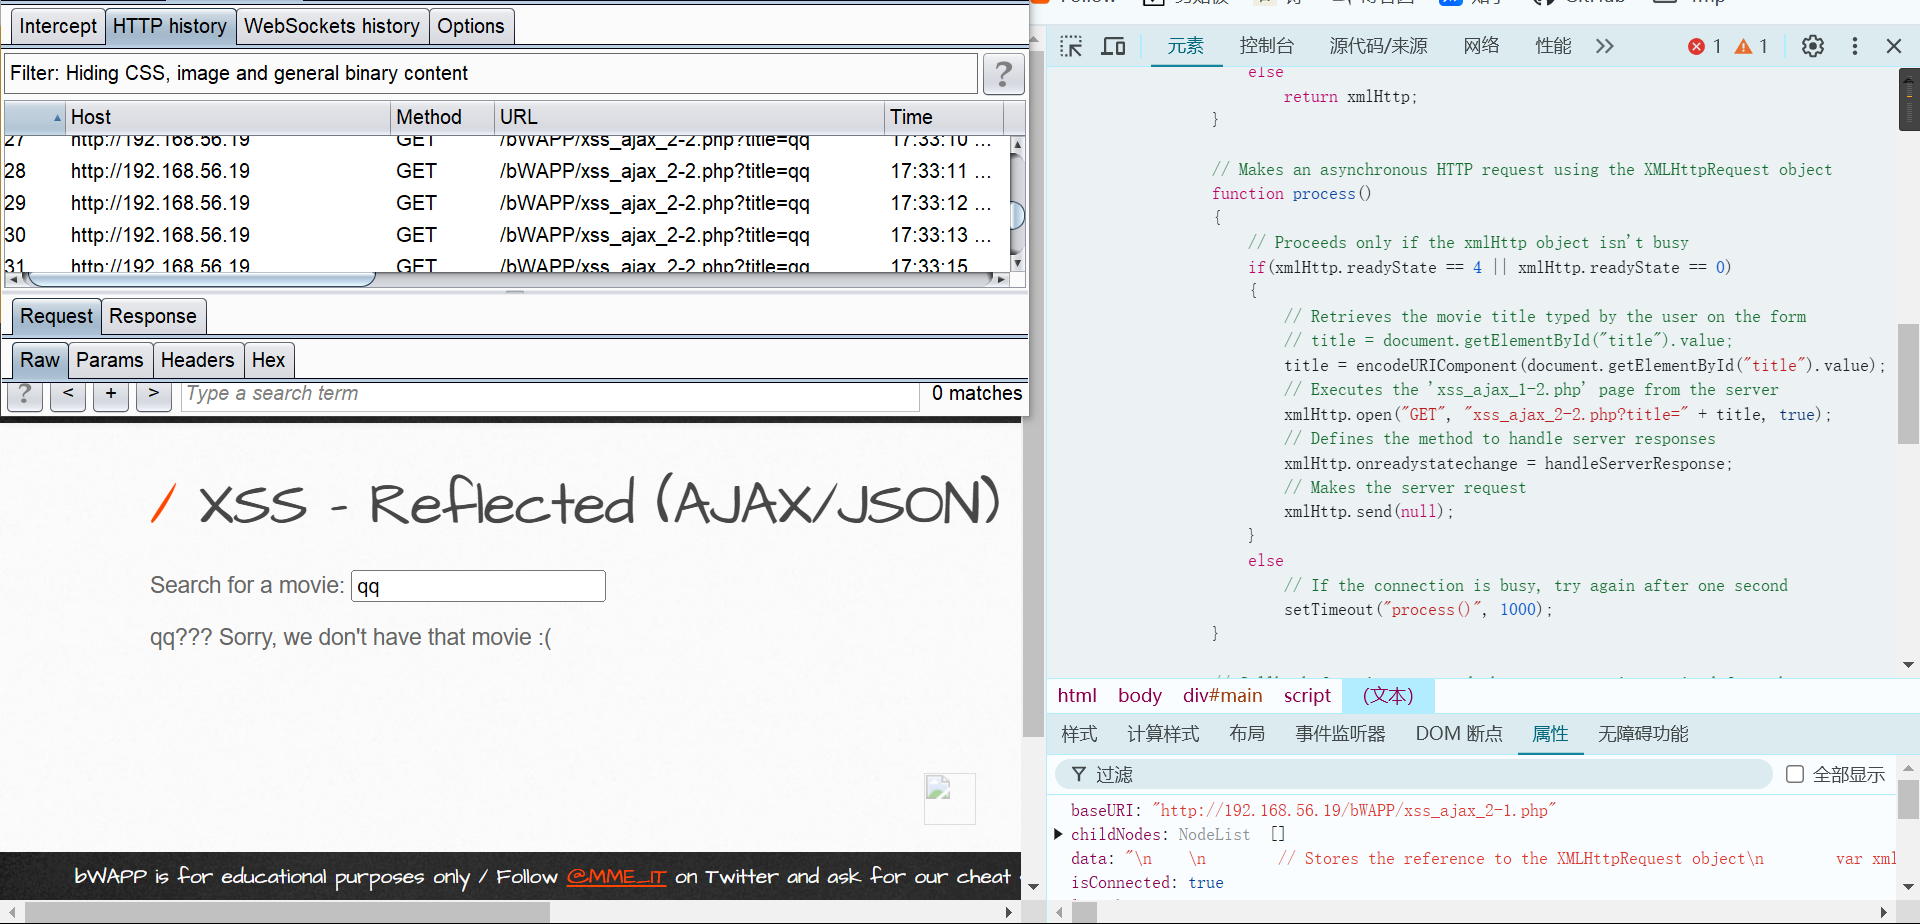 Intercept HTTP history WebSockets history Options
Filter: Hiding CSS, image and general binary content
?
Host Method URL Time
27 http://192.168.56.19 GET /bWAPP/xss_ajax_2-2.php?title=qq 17:33:10 ...
28 http://192.168.56.19 GET /bWAPP/xss_ajax_2-2.php?title=qq 17:33:11 ...
29 http://192.168.56.19 GET /bWAPP/xss_ajax_2-2.php?title=qq 17:33:12 ...
30 http://192.168.56.19 GET /bWAPP/xss_ajax_2-2.php?title=qq 17:33:13 ...
31 http://192.168.56.19 GET /bWAPP/xss_ajax_2-2.php?title=qq 17:33:15
Request Response
Raw Params Headers Hex
? < + > Type a search term 0 matches
/ XSS - Reflected (AJAX/JSON)
Search for a movie: qq
qq??? Sorry, we don't have that movie :(
bWAPP is for educational purposes only / Follow @MME_IT on Twitter and ask for our cheat
Follow 剪贴板 博客园 知乎 GitHub Tmp
元素 控制台 源代码/来源 网络 性能 1 1
else
return xmlHttp;
}
// Makes an asynchronous HTTP request using the XMLHttpRequest object
function process()
{
// Proceeds only if the xmlHttp object isn't busy
if(xmlHttp.readyState == 4 || xmlHttp.readyState == 0)
{
// Retrieves the movie title typed by the user on the form
// title = document.getElementById("title").value;
title = encodeURIComponent(document.getElementById("title").value);
// Executes the 'xss_ajax_1-2.php' page from the server
xmlHttp.open("GET", "xss_ajax_2-2.php?title=" + title, true);
// Defines the method to handle server responses
xmlHttp.onreadystatechange = handleServerResponse;
// Makes the server request
xmlHttp.send(null);
}
else
// If the connection is busy, try again after one second
setTimeout("process()", 1000);
}
html body div#main script (文本)
样式 计算样式 布局 事件监听器 DOM 断点 属性 无障碍功能
过滤 全部显示
baseURI: "http://192.168.56.19/bWAPP/xss_ajax_2-1.php"
childNodes: NodeList []
data: "\n \n // Stores the reference to the XMLHttpRequest object\n var xml
isConnected: true